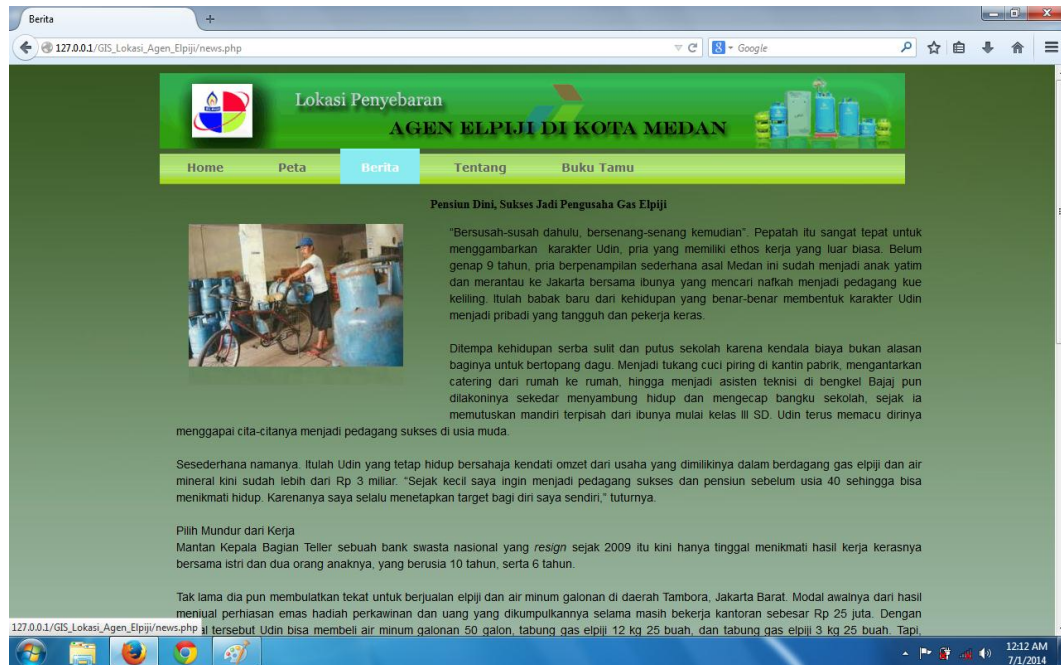 Berita
127.0.0.1/GIS_Lokasi_Agen_Elpiji/news.php
Google
Lokasi Penyebaran
AGEN ELPIJI DI KOTA MEDAN
Home Peta Berita Tentang Buku Tamu
Pensiun Dini, Sukses Jadi Pengusaha Gas Elpiji
"Bersusah-susah dahulu, bersenang-senang kemudian". Pepatah itu sangat tepat untuk
menggambarkan karakter Udin, pria yang memiliki ethos kerja yang luar biasa. Belum
genap 9 tahun, pria berpenampilan sederhana asal Medan ini sudah menjadi anak yatim
dan merantau ke Jakarta bersama ibunya yang mencari nafkah menjadi pedagang kue
keliling. Itulah babak baru dari kehidupan yang benar-benar membentuk karakter Udin
menjadi pribadi yang tangguh dan pekerja keras.
Ditempa kehidupan serba sulit dan putus sekolah karena kendala biaya bukan alasan
baginya untuk bertopang dagu. Menjadi tukang cuci piring di kantin pabrik, mengantarkan
catering dari rumah ke rumah, hingga menjadi asisten teknisi di bengkel Bajaj pun
dilakoninya sekedar menyambung hidup dan mengecap bangku sekolah, sejak ia
memutuskan mandiri terpisah dari ibunya mulai kelas III SD. Udin terus memacu dirinya
menggapai cita-citanya menjadi pedagang sukses di usia muda.
Sesederhana namanya. Itulah Udin yang tetap hidup bersahaja kendati omzet dari usaha yang dimilikinya dalam berdagang gas elpiji dan air
mineral kini sudah lebih dari Rp 3 miliar. "Sejak kecil saya ingin menjadi pedagang sukses dan pensiun sebelum usia 40 sehingga bisa
menikmati hidup. Karenanya saya selalu menetapkan target bagi diri saya sendiri," tuturnya.
Pilih Mundur dari Kerja
Mantan Kepala Bagian Teller sebuah bank swasta nasional yang resign sejak 2009 itu kini hanya tinggal menikmati hasil kerja kerasnya
bersama istri dan dua orang anaknya, yang berusia 10 tahun, serta 6 tahun.
Tak lama dia pun membulatkan tekat untuk berjualan elpiji dan air minum galonan di daerah Tambora, Jakarta Barat. Modal awalnya dari hasil
menjual perhiasan emas hadiah perkawinan dan uang yang dikumpulkannya selama masih bekerja kantoran sebesar Rp 25 juta. Dengan
tersebut Udin bisa membeli air minum galonan 50 galon, tabung gas elpiji 12 kg 25 buah, dan tabung gas elpiji 3 kg 25 buah. Tapi,
127.0.0.1/GIS_Lokasi_Agen_Elpiji/news.php
12:12 AM
7/1/2014